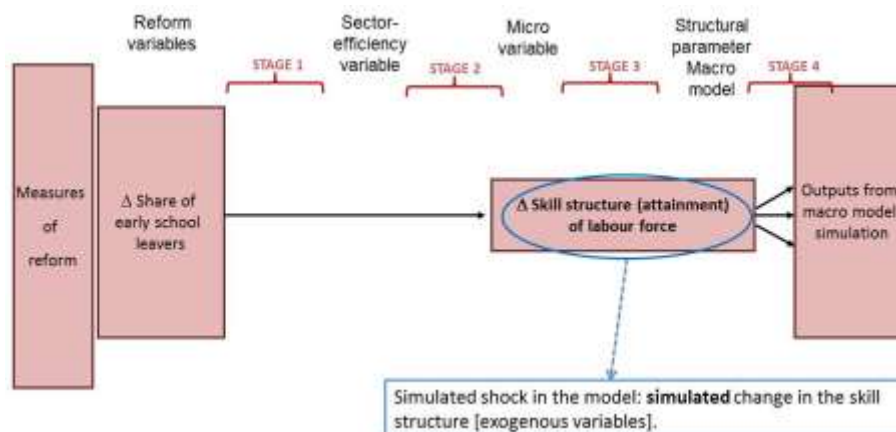 Reform
variables
Sector-
efficiency
variable
Micro
variable
Structural
parameter
Macro
model
STAGE 1
STAGE 2
STAGE 3
STAGE 4
Measures
of
reform
Δ Share of
early school
leavers
Δ Skill structure (attainment)
of labour force
Outputs from
macro model
simulation
Simulated shock in the model: simulated change in the skill
structure [exogenous variables].